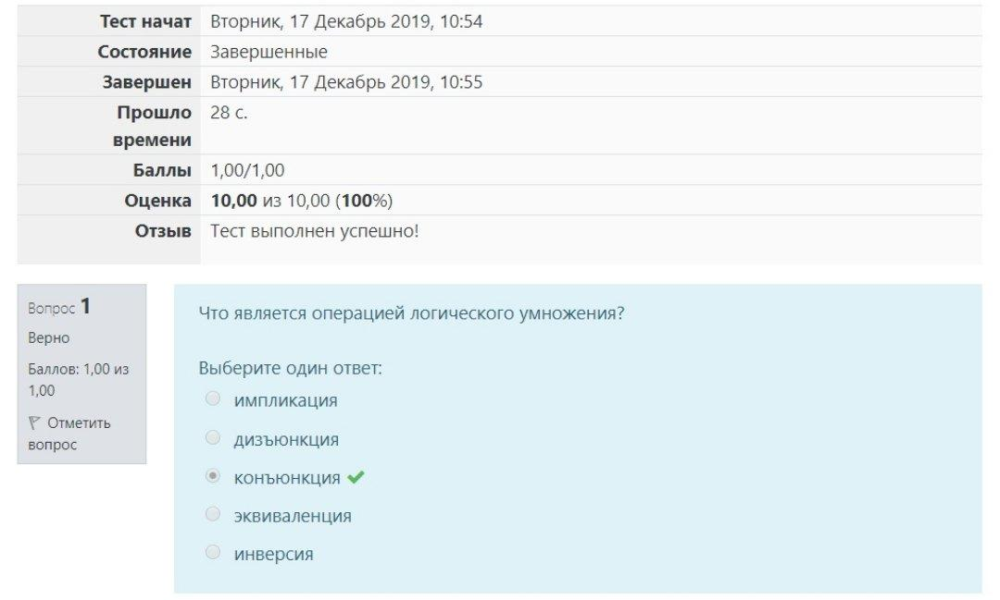 Тест начат Вторник, 17 Декабрь 2019, 10:54
Состояние Завершенные
Завершен Вторник, 17 Декабрь 2019, 10:55
Прошло 28 с.
времени
Баллы 1,00/1,00
Оценка 10,00 из 10,00 (100%)
Отзыв Тест выполнен успешно!
Вопрос 1
Верно
Баллов: 1,00 из
1,00
Отметить
вопрос
Что является операцией логического умножения?
Выберите один ответ:
импликация
дизъюнкция
конъюнкция
эквиваленция
инверсия